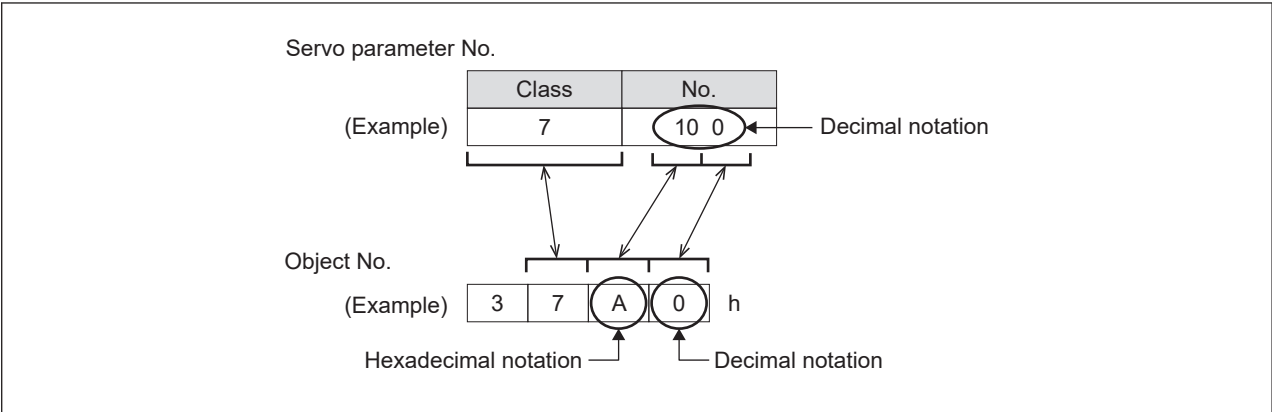 Servo parameter No.
Class No.
(Example) 7 10 0 Decimal notation
Object No.
(Example) 3 7 A 0 h
Hexadecimal notation Decimal notation